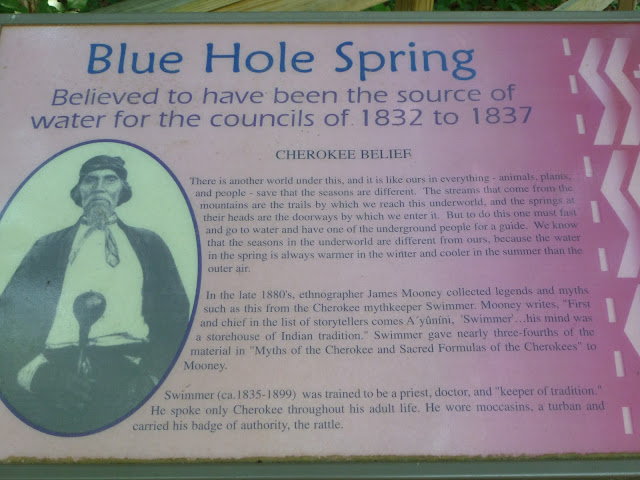 Blue Hole Spring
Believed to have been the source of
water for the councils of 1832 to 1837
CHEROKEE BELIEF
There is another world under this, and it is like ours in everything - animals, plants,
and people - save that the seasons are different. The streams that come from the
mountains are the trails by which we reach this underworld, and the springs at
their heads are the doorways by which we enter it. But to do this one must fast
and go to water and have one of the underground people for a guide. We know
that the seasons in the underworld are different from ours, because the water
in the spring is always warmer in the winter and cooler in the summer than the
outer air.
In the late 1880's, ethnographer James Mooney collected legends and myths
such as this from the Cherokee mythkeeper Swimmer. Mooney writes, "First
and chief in the list of storytellers comes A´yûnini, 'Swimmer'...his mind was
a storehouse of Indian tradition." Swimmer gave nearly three-fourths of the
material in "Myths of the Cherokee and Sacred Formulas of the Cherokees" to
Mooney.
Swimmer (ca.1835-1899) was trained to be a priest, doctor, and "keeper of tradition."
He spoke only Cherokee throughout his adult life. He wore moccasins, a turban and
carried his badge of authority, the rattle.